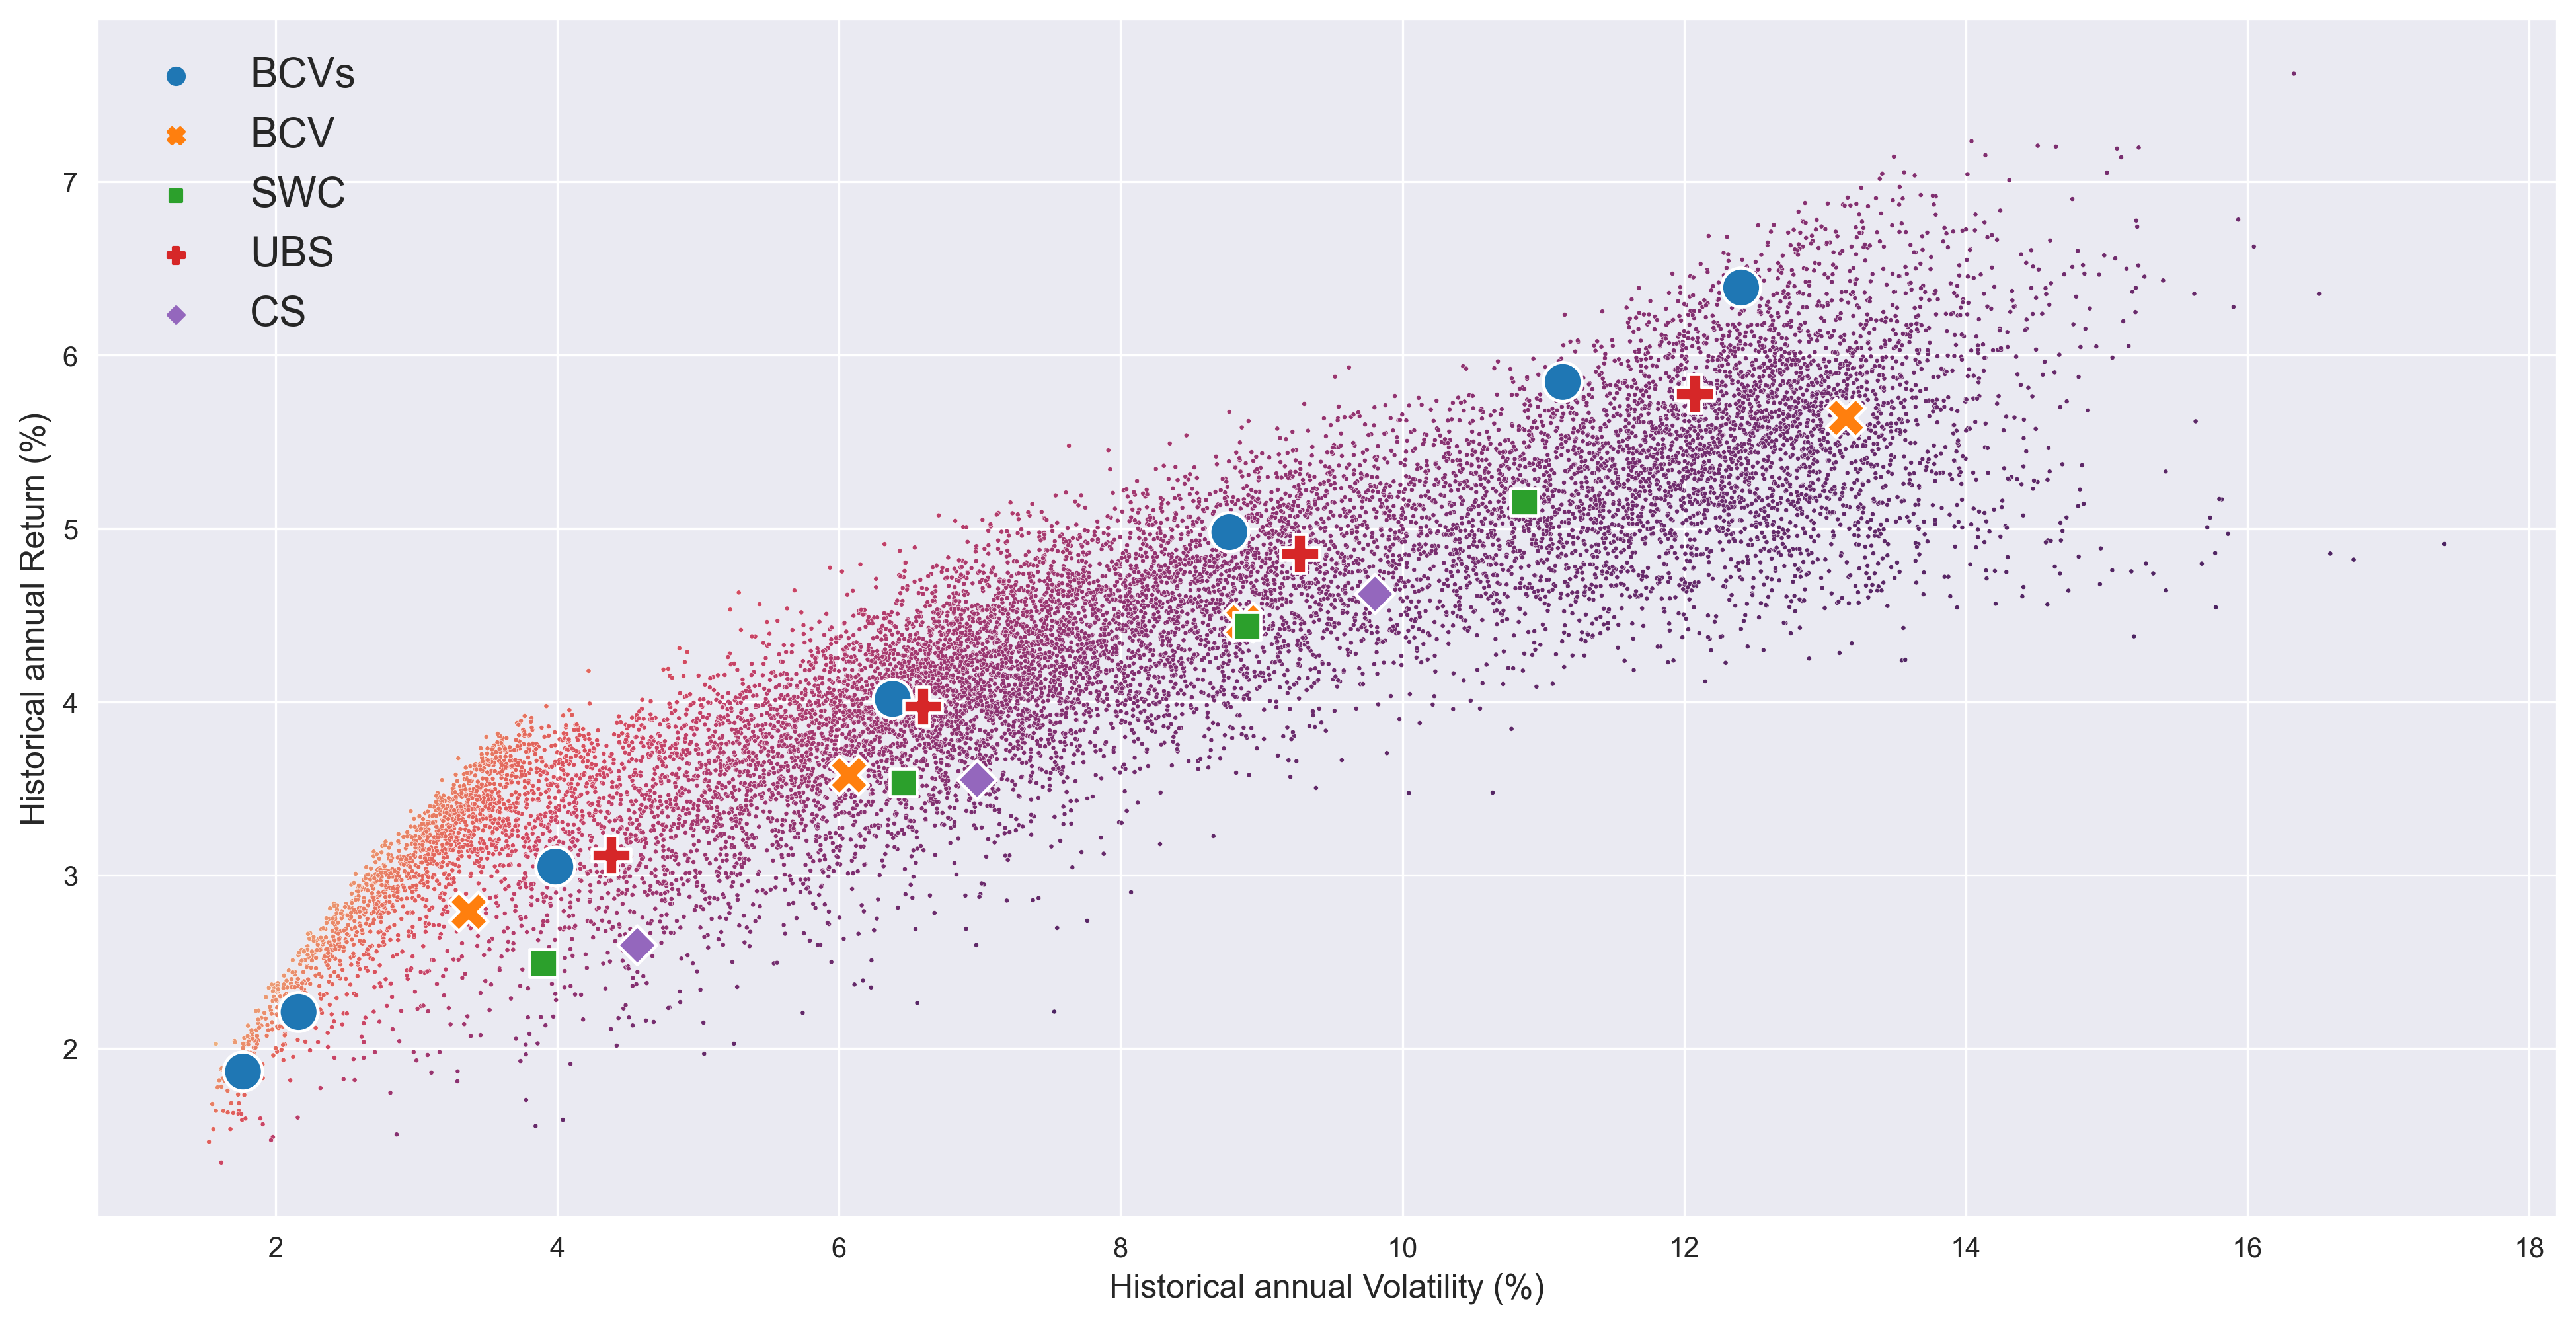 BCVs
BCV
SWC
UBS
CS
7
6
5
4
3
2
Historical annual Return (%)
2 4 6 8 10 12 14 16 18
Historical annual Volatility (%)